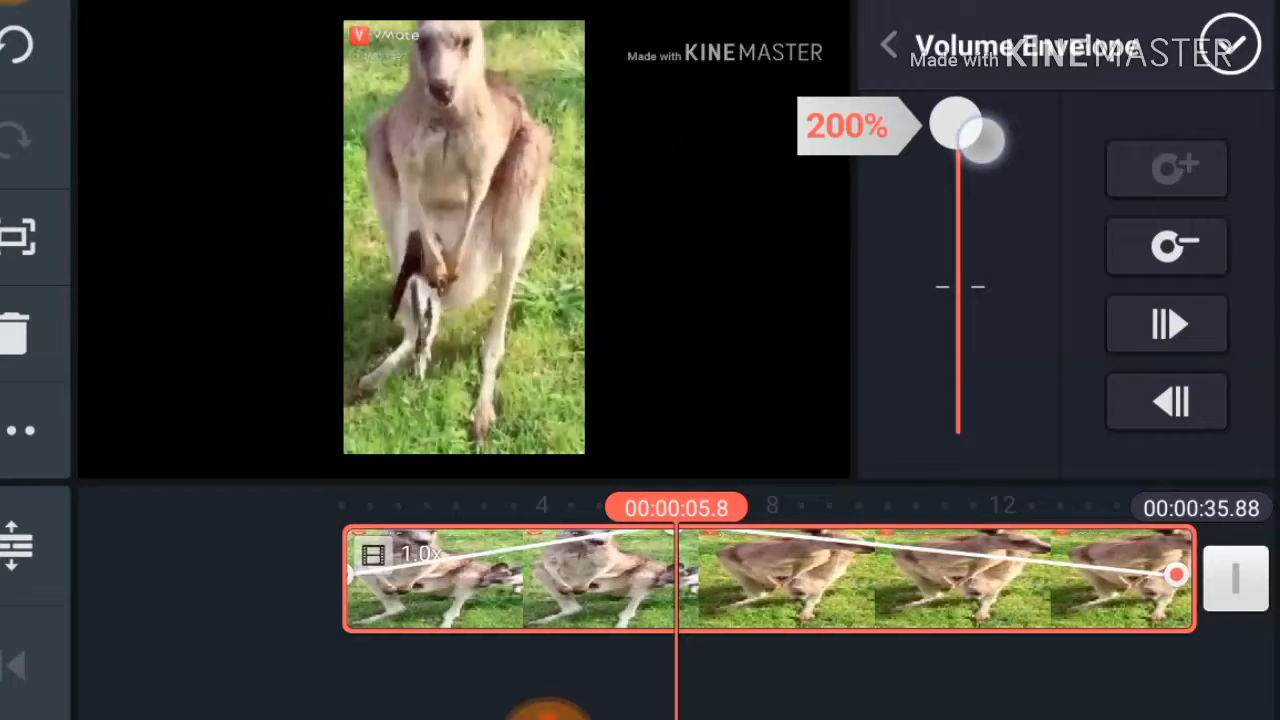 VMate
Made with KINEMASTER
Volume Envelope
Made with KINEMASTER
200%
4
8
12
00:00:05.8
00:00:35.88
1.0x